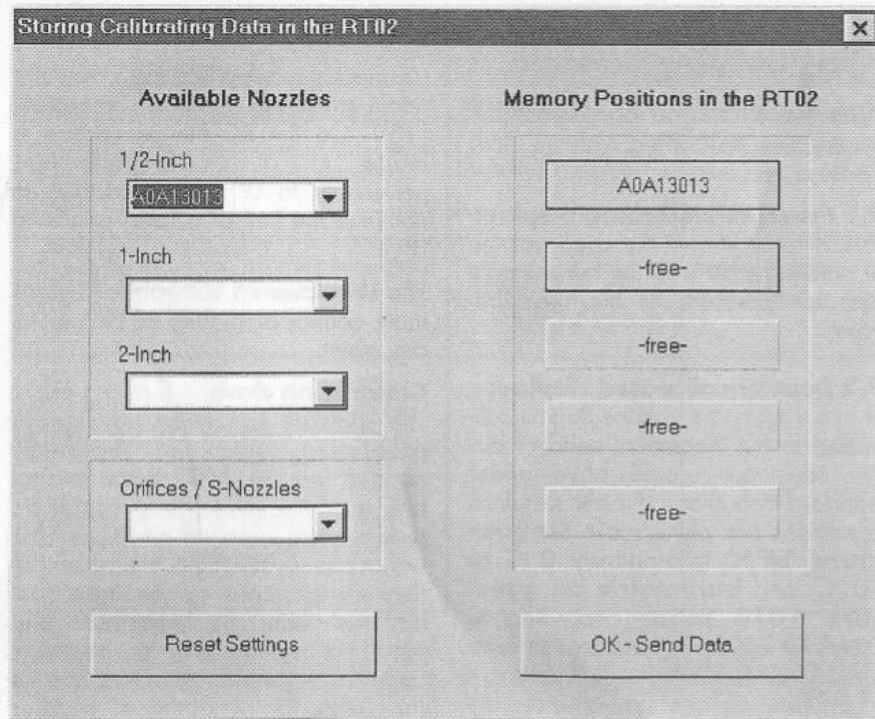 Storing Calibrating Data in the RT02
Available Nozzles
1/2-Inch
A0A13013
1-Inch
2-Inch
Orifices / S-Nozzles
Reset Settings
Memory Positions in the RT02
A0A13013
-free-
-free-
-free-
-free-
OK - Send Data